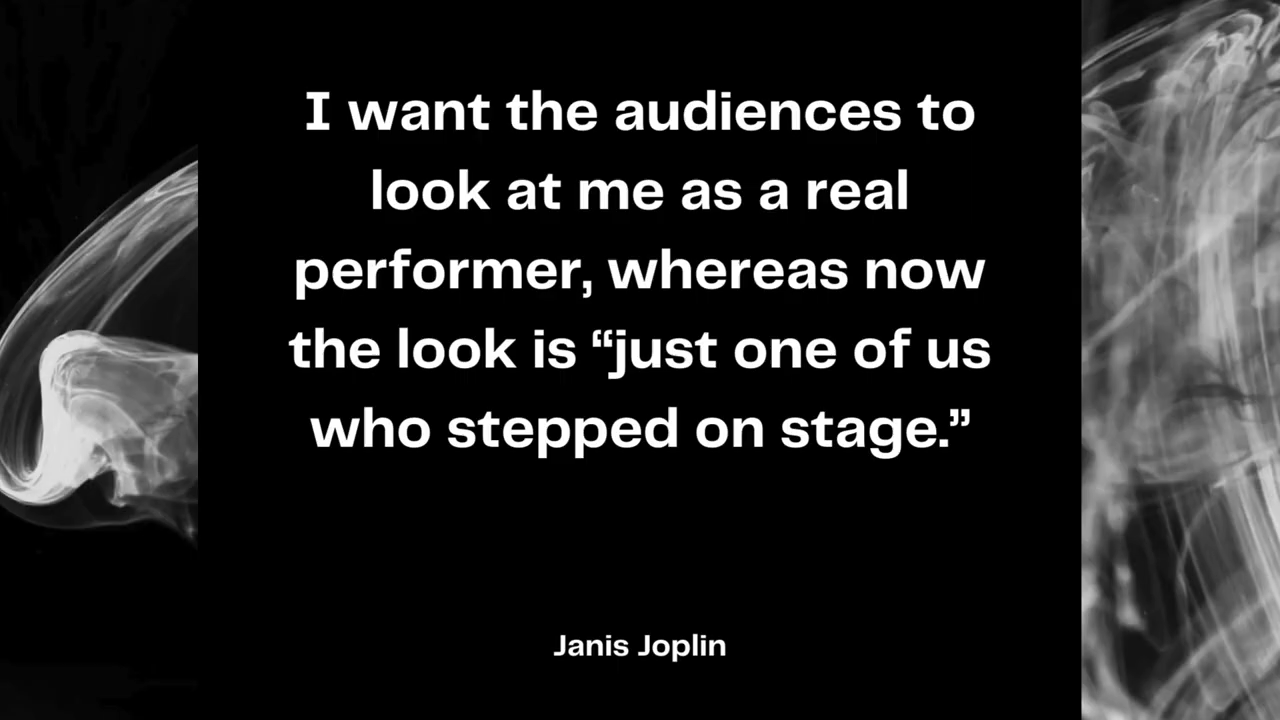 I want the audiences to
look at me as a real
performer, whereas now
the look is “just one of us
who stepped on stage.”
Janis Joplin